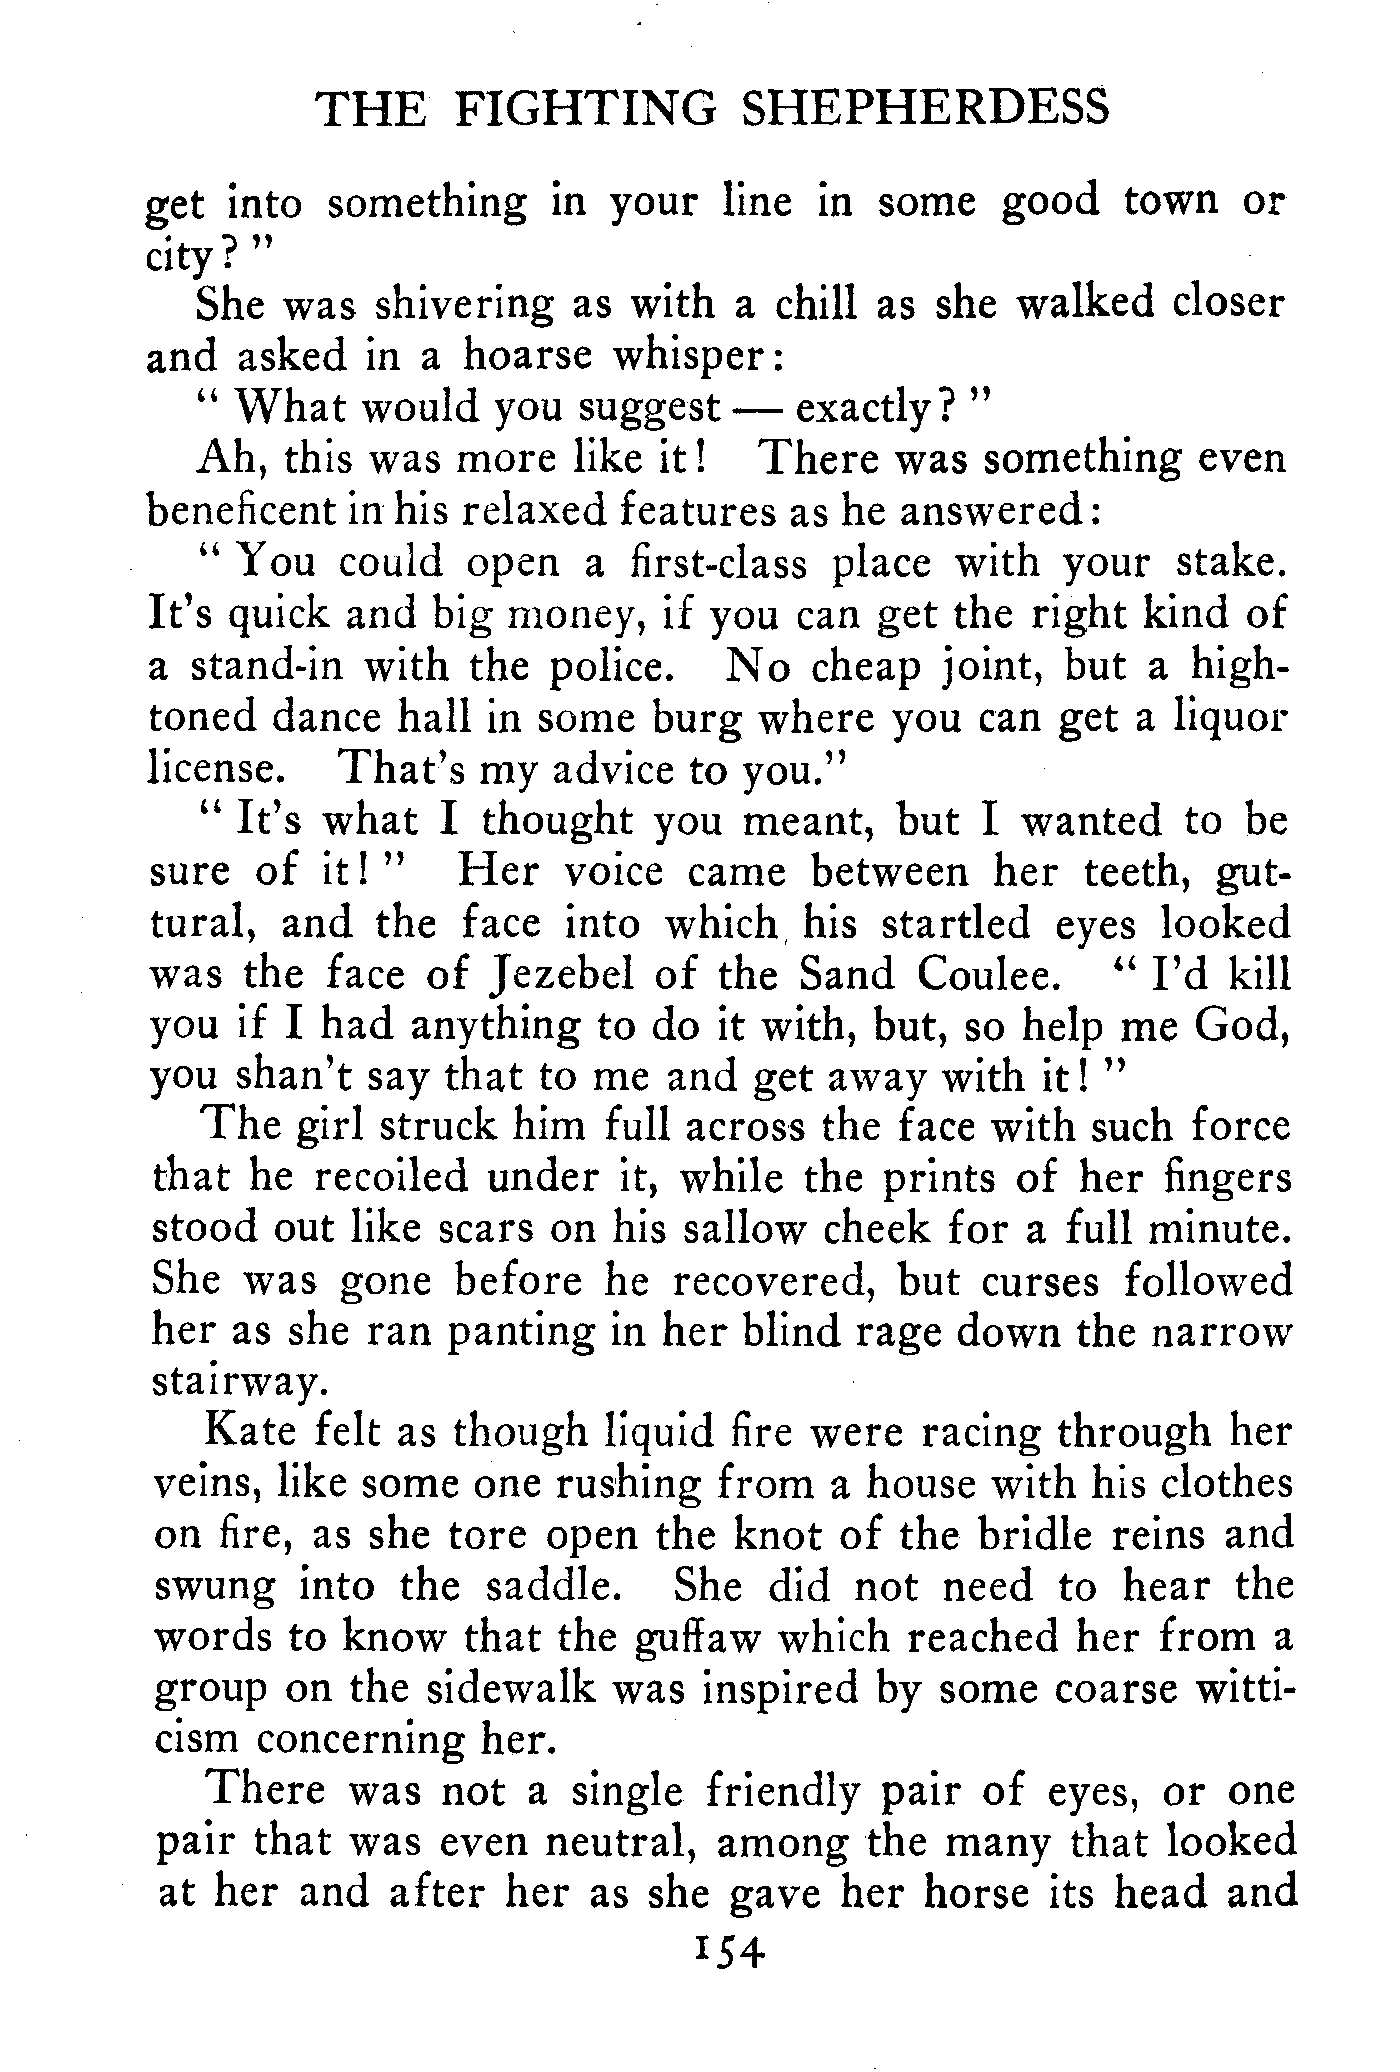 THE FIGHTING SHEPHERDESS
get into something in your line in some good town or
city?"
She was shivering as with a chill as she walked closer
and asked in a hoarse whisper:
"What would you suggest — exactly?"
Ah, this was more like it! There was something even
beneficent in his relaxed features as he answered:
"You could open a first-class place with your stake.
It's quick and big money, if you can get the right kind of
a stand-in with the police. No cheap joint, but a high-
toned dance hall in some burg where you can get a liquor
license. That's my advice to you."
"It's what I thought you meant, but I wanted to be
sure of it!" Her voice came between her teeth, gut-
tural, and the face into which his startled eyes looked
was the face of Jezebel of the Sand Coulee. "I'd kill
you if I had anything to do it with, but, so help me God,
you shan't say that to me and get away with it!"
The girl struck him full across the face with such force
that he recoiled under it, while the prints of her fingers
stood out like scars on his sallow cheek for a full minute.
She was gone before he recovered, but curses followed
her as she ran panting in her blind rage down the narrow
stairway.
Kate felt as though liquid fire were racing through her
veins, like some one rushing from a house with his clothes
on fire, as she tore open the knot of the bridle reins and
swung into the saddle. She did not need to hear the
words to know that the guffaw which reached her from a
group on the sidewalk was inspired by some coarse witti-
cism concerning her.
There was not a single friendly pair of eyes, or one
pair that was even neutral, among the many that looked
at her and after her as she gave her horse its head and
154